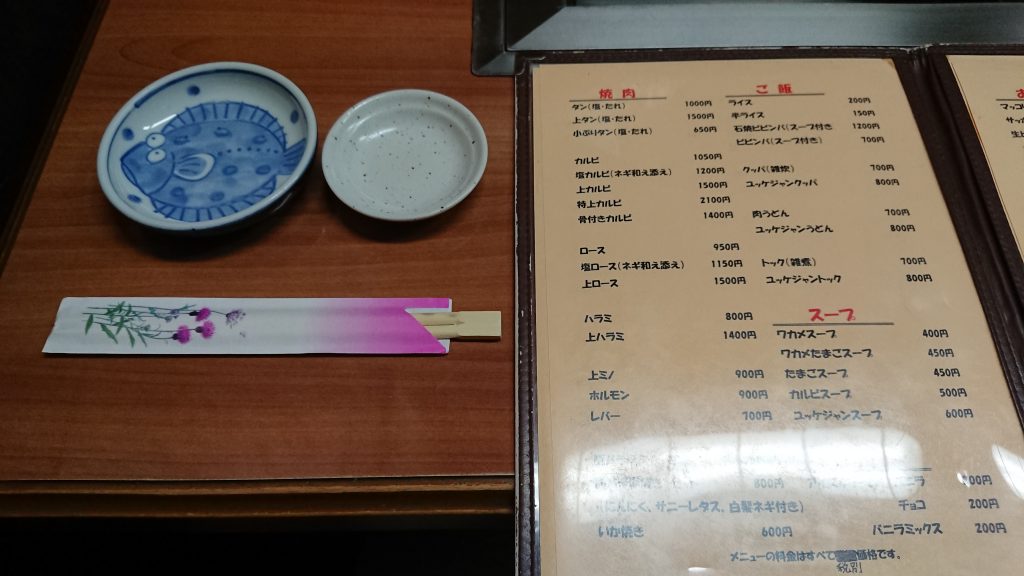 焼肉
タン(塩・たれ) 1000円
上タン(塩・たれ) 1500円
小ぶりタン(塩・たれ) 650円
カルビ 1050円
塩カルビ(ネギ和え添え) 1200円
上カルビ 1500円
特上カルビ 2100円
骨付きカルビ 1400円
ロース 950円
塩ロース(ネギ和え添え) 1150円
上ロース 1500円
ハラミ 800円
上ハラミ 1400円
上ミノ 900円
ホルモン 900円
レバー 700円
800円
(にんにく、サニーレタス、白髪ネギ付き)
いか焼き 600円
ご飯
ライス 200円
半ライス 150円
石焼ビビンバ(スープ付き) 1200円
ビビンバ(スープ付き) 700円
クッパ(雑炊) 700円
ユッケジャンクッパ 800円
肉うどん 700円
ユッケジャンうどん 800円
トック(雑煮) 700円
ユッケジャントック 800円
スープ
ワカメスープ 400円
ワカメたまごスープ 450円
たまごスープ 450円
カルビスープ 500円
ユッケジャンスープ 600円
チョコ 200円
バニラミックス 200円
メニューの料金はすべて価格です。
税別
お
マッコ
サッポ
生